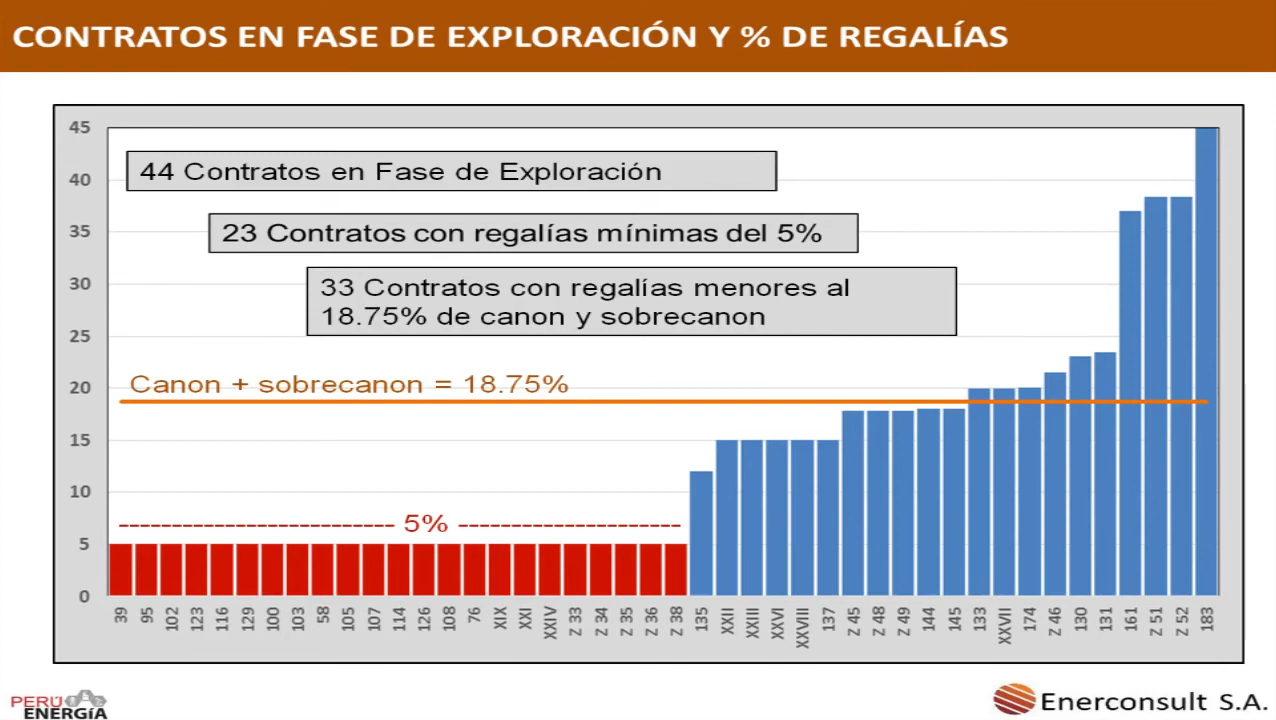 CONTRATOS EN FASE DE EXPLORACIÓN Y % DE REGALÍAS
45
40
35
30
25
20
15
10
5
0
44 Contratos en Fase de Exploración
23 Contratos con regalías mínimas del 5%
33 Contratos con regalías menores al
18.75% de canon y sobrecanon
Canon + sobrecanon = 18.75%
------------------------- 5% --------------------
39
95
102
123
116
129
100
103
58
105
107
114
126
108
76
XIX
XXI
XXIV
Z 33
Z 34
Z 35
Z 36
Z 38
135
XXII
XXIII
XXVI
XXVIII
137
Z 45
Z 48
Z 49
144
145
133
XXVII
174
Z 46
130
131
161
Z 51
Z 52
183
PERÚ
ENERGíA
Enerconsult S.A.